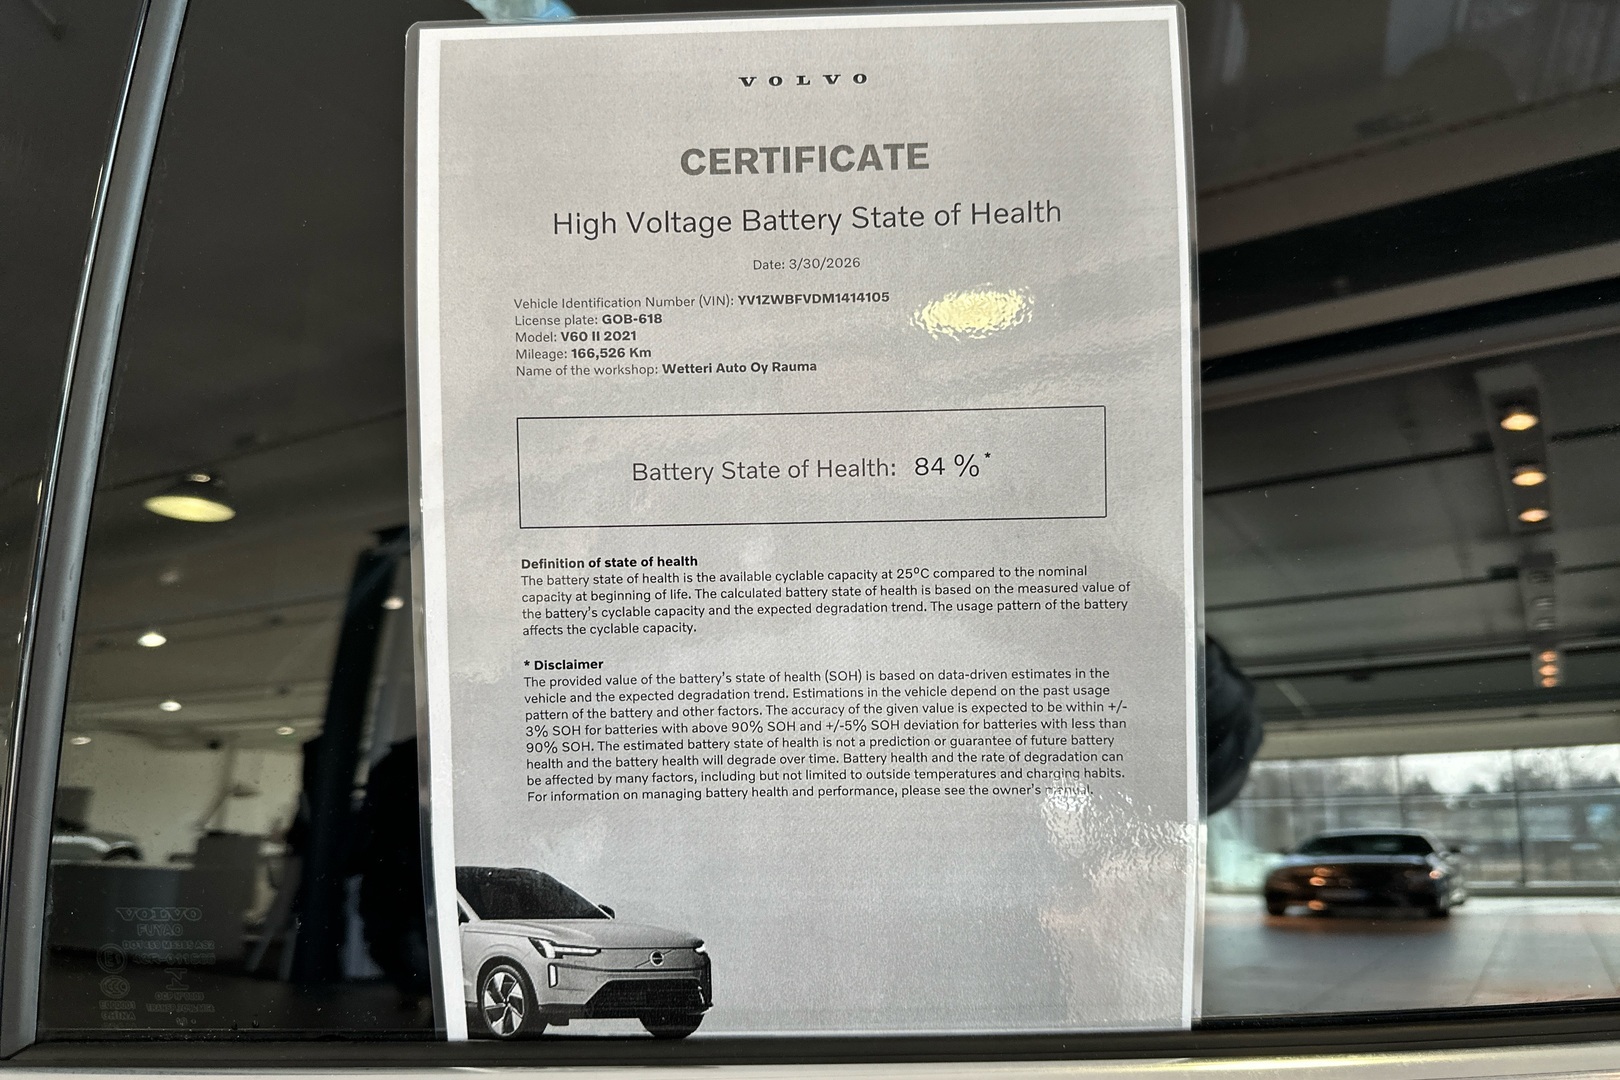 VOLVO
CERTIFICATE
High Voltage Battery State of Health
Date: 3/30/2026
Vehicle Identification Number (VIN): YV1ZWBFVDM1414105
License plate: GOB-618
Model: V60 II 2021
Mileage: 166,526 Km
Name of the workshop: Wetteri Auto Oy Rauma
Battery State of Health: 84 %*
Definition of state of health
The battery state of health is the available cyclable capacity at 25°C compared to the nominal
capacity at beginning of life. The calculated battery state of health is based on the measured value of
the battery's cyclable capacity and the expected degradation trend. The usage pattern of the battery
affects the cyclable capacity.
* Disclaimer
The provided value of the battery's state of health (SOH) is based on data-driven estimates in the
vehicle and the expected degradation trend. Estimations in the vehicle depend on the past usage
pattern of the battery and other factors. The accuracy of the given value is expected to be within +/-
3% SOH for batteries with above 90% SOH and +/-5% SOH deviation for batteries with less than
90% SOH. The estimated battery state of health is not a prediction or guarantee of future battery
health and the battery health will degrade over time. Battery health and the rate of degradation can
be affected by many factors, including but not limited to outside temperatures and charging habits.
For information on managing battery health and performance, please see the owner's manual.
VOLVO
FUYAO